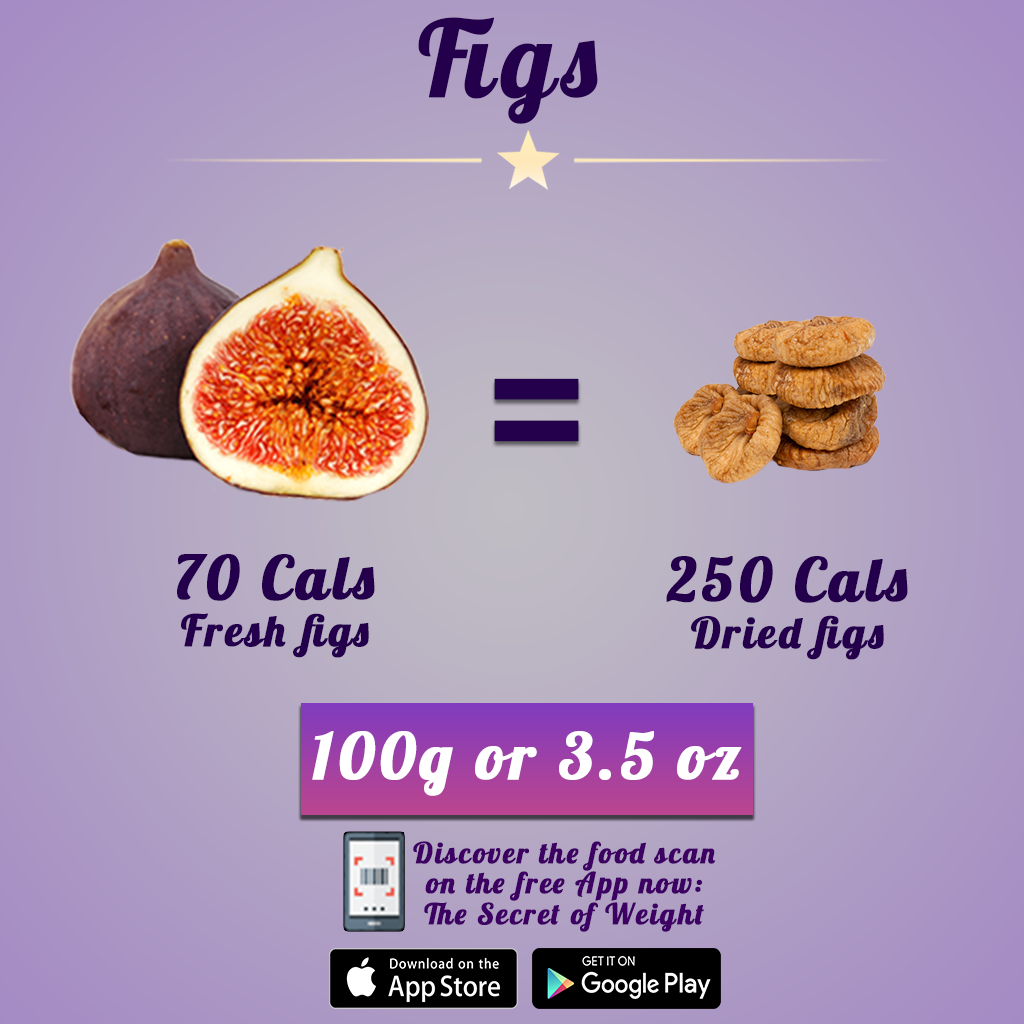 Figs
70 Cals
Fresh figs
250 Cals
Dried figs
100g or 3.5 oz
Discover the food scan
on the free App now:
The Secret of Weight
Download on the
App Store
GET IT ON
Google Play